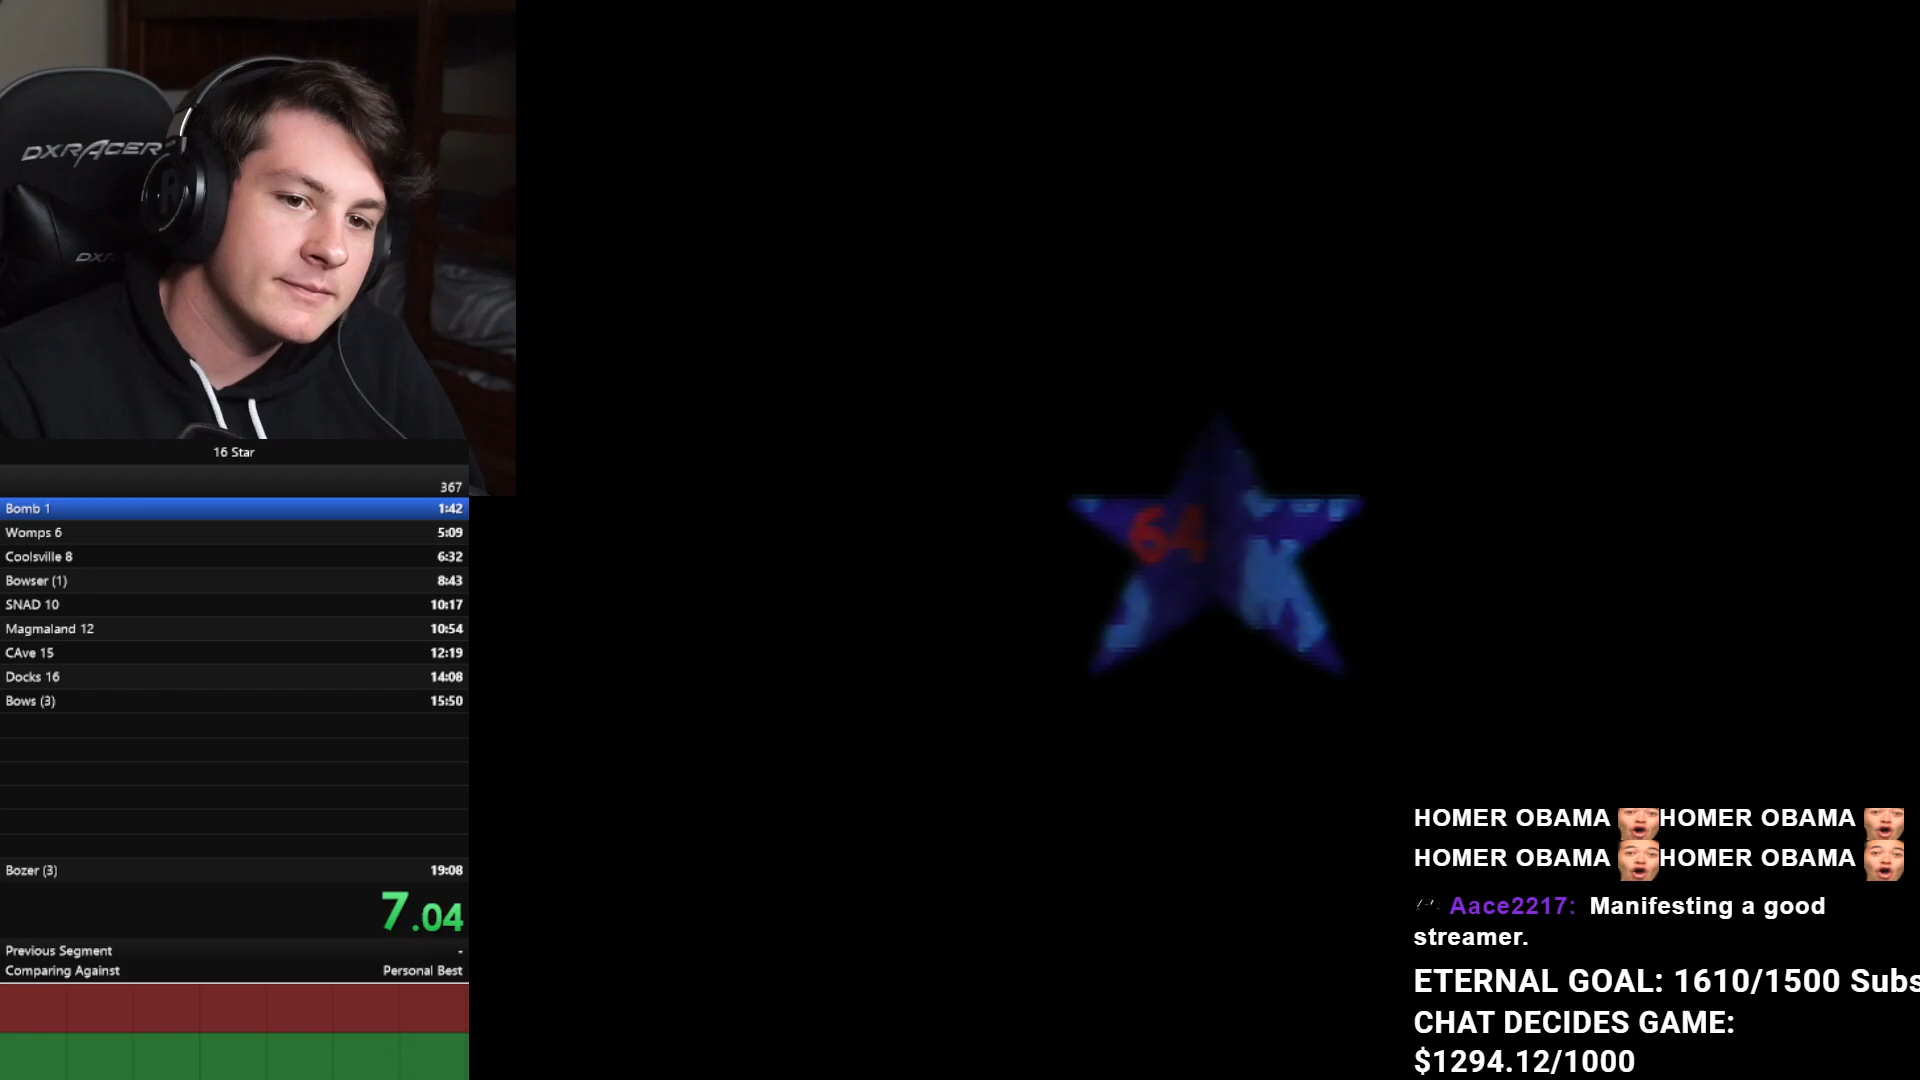 DXRACER
DXR
16 Star
367
Bomb 1 1:42
Womps 6 5:09
Coolsville 8 6:32
Bowser (1) 8:43
SNAD 10 10:17
Magmaland 12 10:54
CAve 15 12:19
Docks 16 14:08
Bows (3) 15:50
Bozer (3) 19:08
7.04
Previous Segment -
Comparing Against Personal Best
64
HOMER OBAMA HOMER OBAMA
HOMER OBAMA HOMER OBAMA
Aace2217: Manifesting a good
streamer.
ETERNAL GOAL: 1610/1500 Subs
CHAT DECIDES GAME:
$1294.12/1000